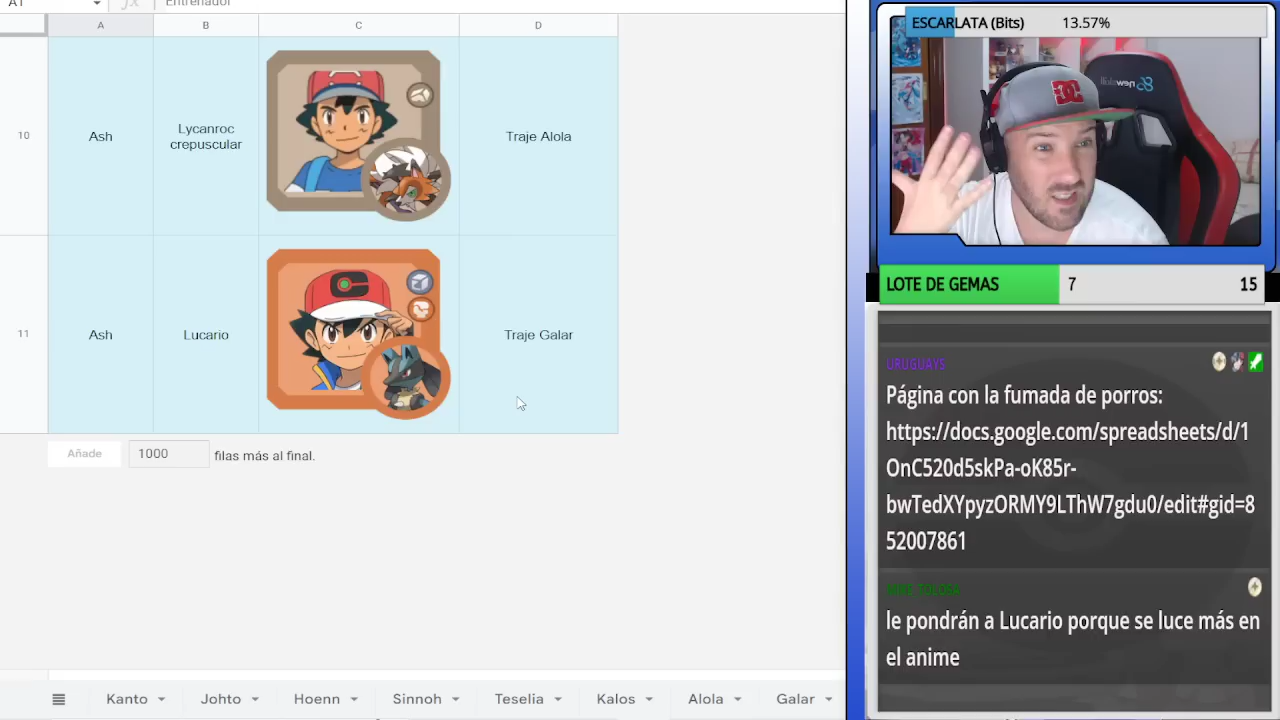 A1
Entrenador
A
B
C
D
10
Ash
Lycanroc
crepuscular
Traje Alola
11
Ash
Lucario
Traje Galar
Añade
1000
filas más al final.
Kanto
Johto
Hoenn
Sinnoh
Teselia
Kalos
Alola
Galar
ESCARLATA (Bits)
13.57%
LOTE DE GEMAS
7
15
URUGUAYS
Página con la fumada de porros:
https://docs.google.com/spreadsheets/d/1
OnC520d5skPa-oK85r-
bwTedXYpyzORMY9LThW7gdu0/edit#gid=8
52007861
le pondrán a Lucario porque se luce más en
el anime